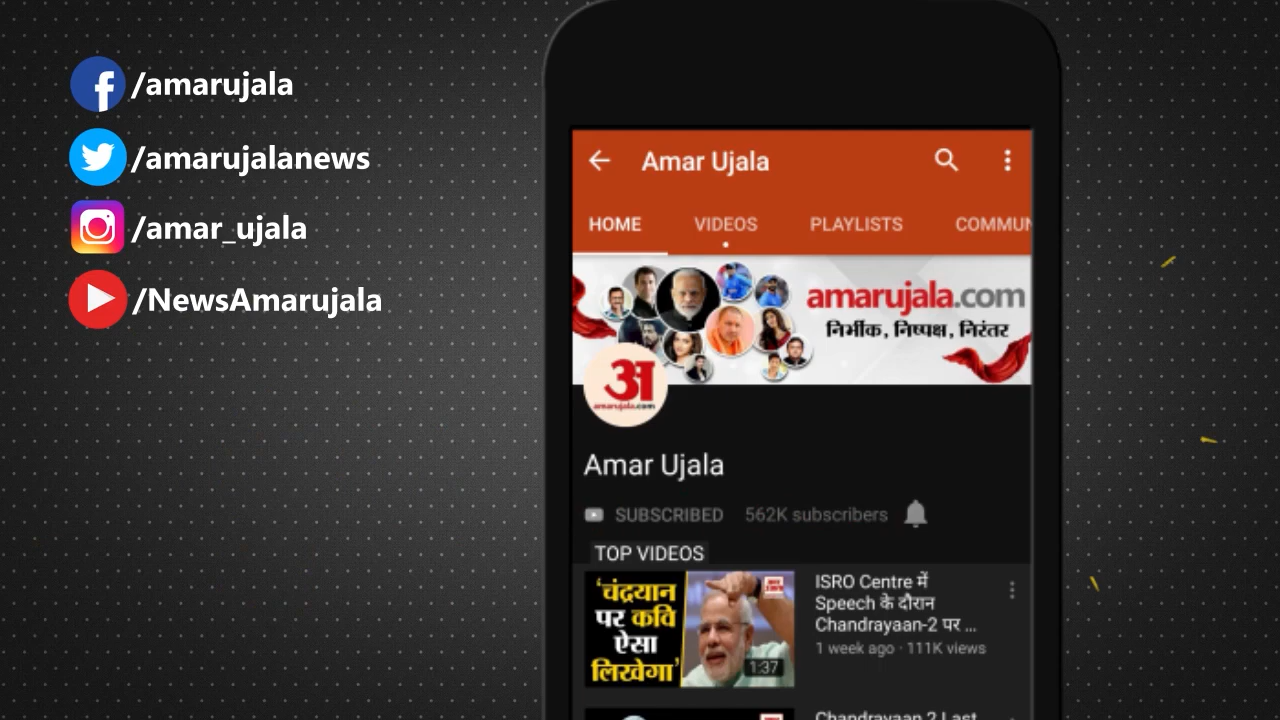 /amarujala
/amarujalanews
/amar_ujala
/NewsAmarujala
Amar Ujala
HOME VIDEOS PLAYLISTS COMMUN
amarujala.com
निर्भीक, निष्पक्ष, निरंतर
अ
amarujala.com
Amar Ujala
SUBSCRIBED 562K subscribers
TOP VIDEOS
'चंद्रयान
पर कवि
ऐसा
लिखेगा'
1:37
ISRO Centre में
Speech के दौरान
Chandrayaan-2 पर ...
1 week ago · 111K views
Chandrayaan 2 Last